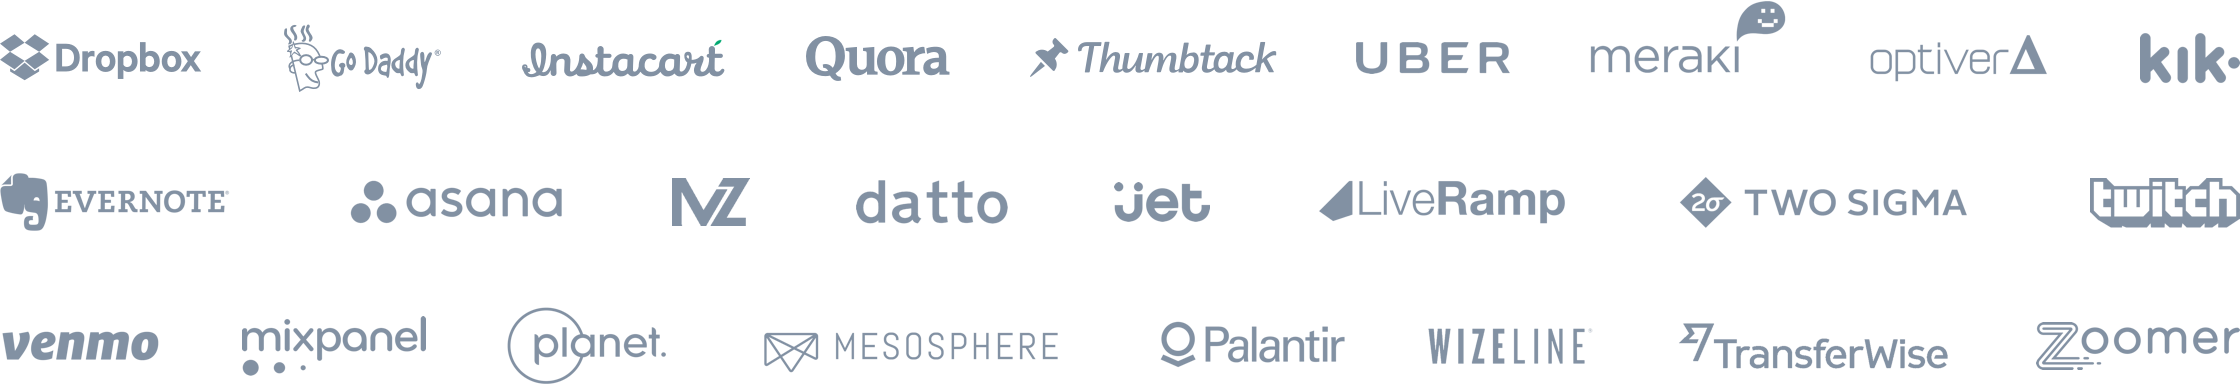 Dropbox Go Daddy® Instacart Quora Thumbtack UBER meraki optiver kik.
EVERNOTE® asana MZ datto jet LiveRamp 2σ TWO SIGMA twitch
venmo mixpanel planet. MESOSPHERE Palantir WIZELINE TransferWise Zoomer